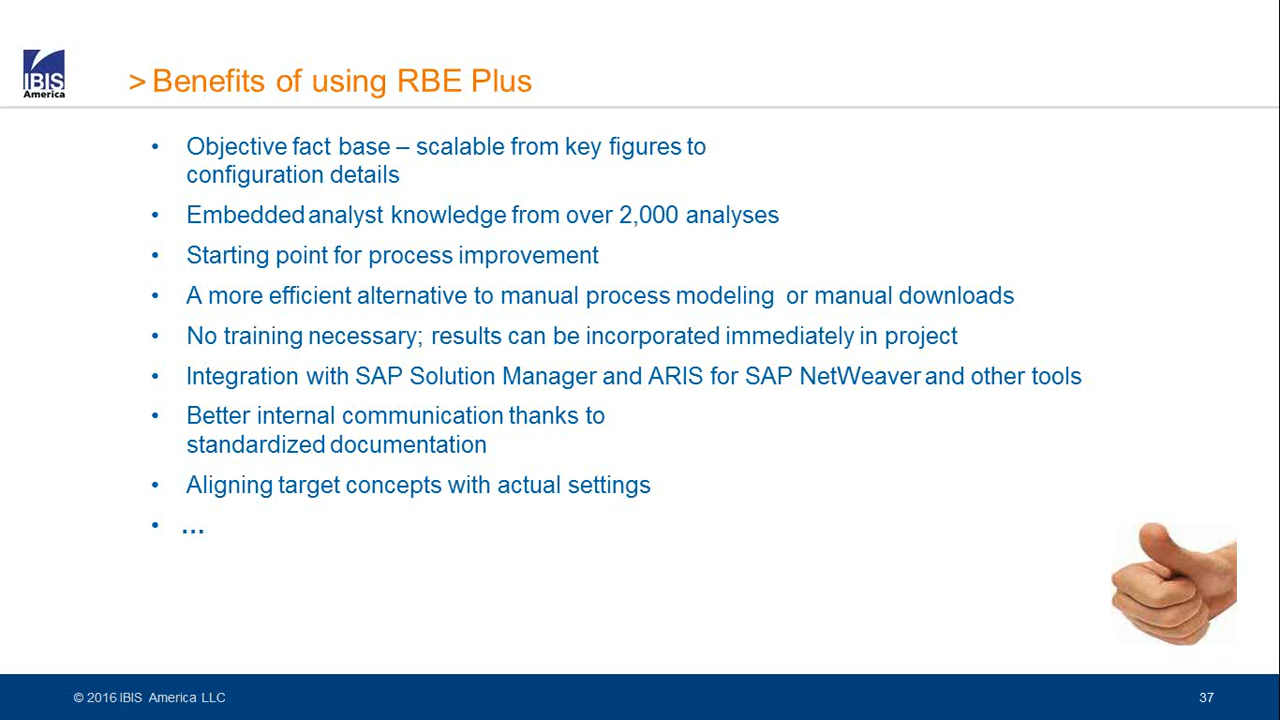 IBIS
America
> Benefits of using RBE Plus
• Objective fact base – scalable from key figures to
configuration details
• Embedded analyst knowledge from over 2,000 analyses
• Starting point for process improvement
• A more efficient alternative to manual process modeling or manual downloads
• No training necessary; results can be incorporated immediately in project
• Integration with SAP Solution Manager and ARIS for SAP NetWeaver and other tools
• Better internal communication thanks to
standardized documentation
• Aligning target concepts with actual settings
• ...
© 2016 IBIS America LLC
37